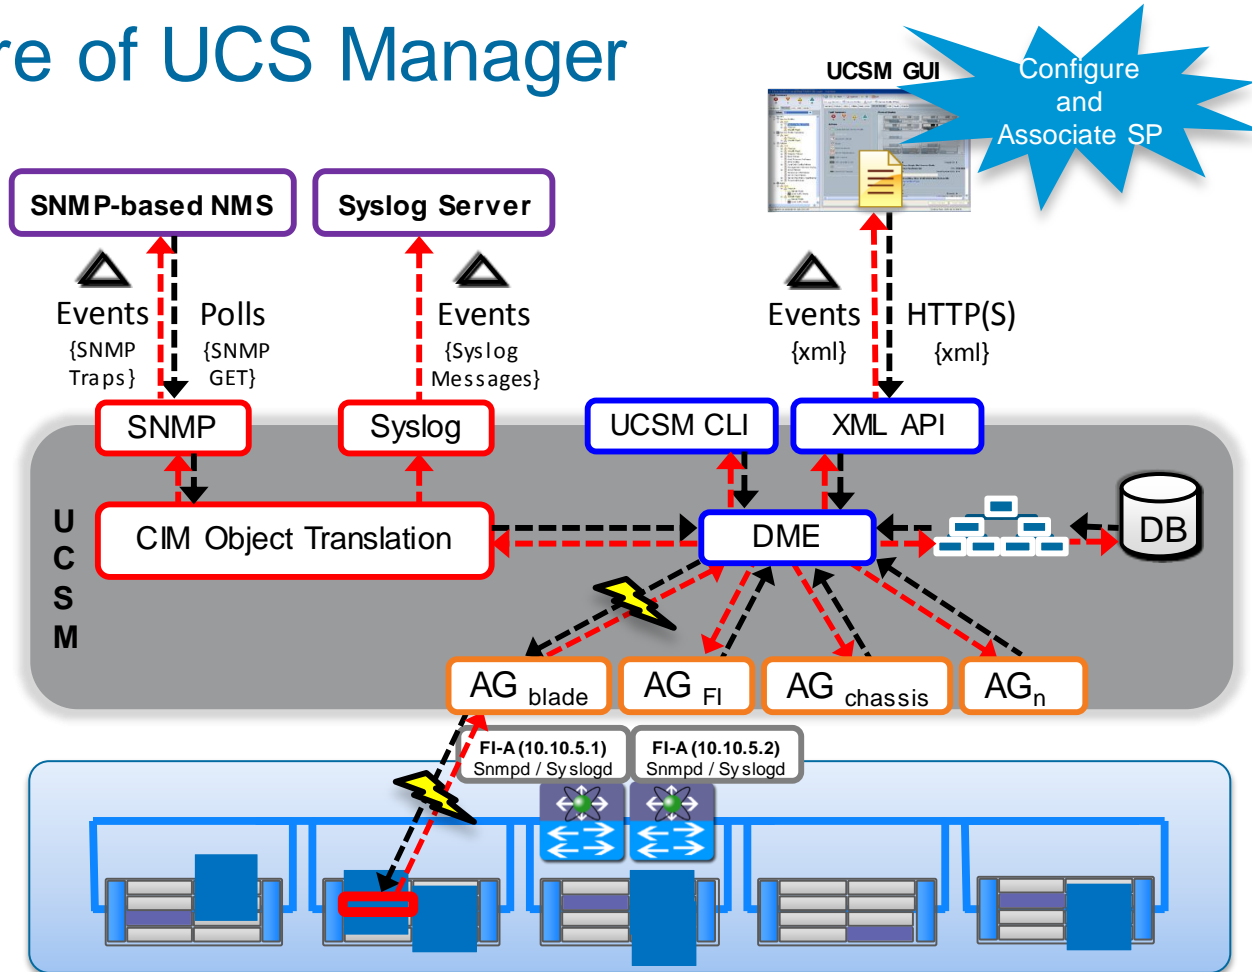 re of UCS Manager
UCSM GUI
Configure
and
Associate SP
SNMP-based NMS
Syslog Server
Events
{SNMP
Traps}
Polls
{SNMP
GET}
Events
{Syslog
Messages}
Events
{xml}
HTTP(S)
{xml}
SNMP
Syslog
UCSM CLI
XML API
U
C
S
M
CIM Object Translation
DME
DB
AG blade
AG FI
AG chassis
AGn
FI-A (10.10.5.1)
Snmpd / Syslogd
FI-A (10.10.5.2)
Snmpd / Syslogd